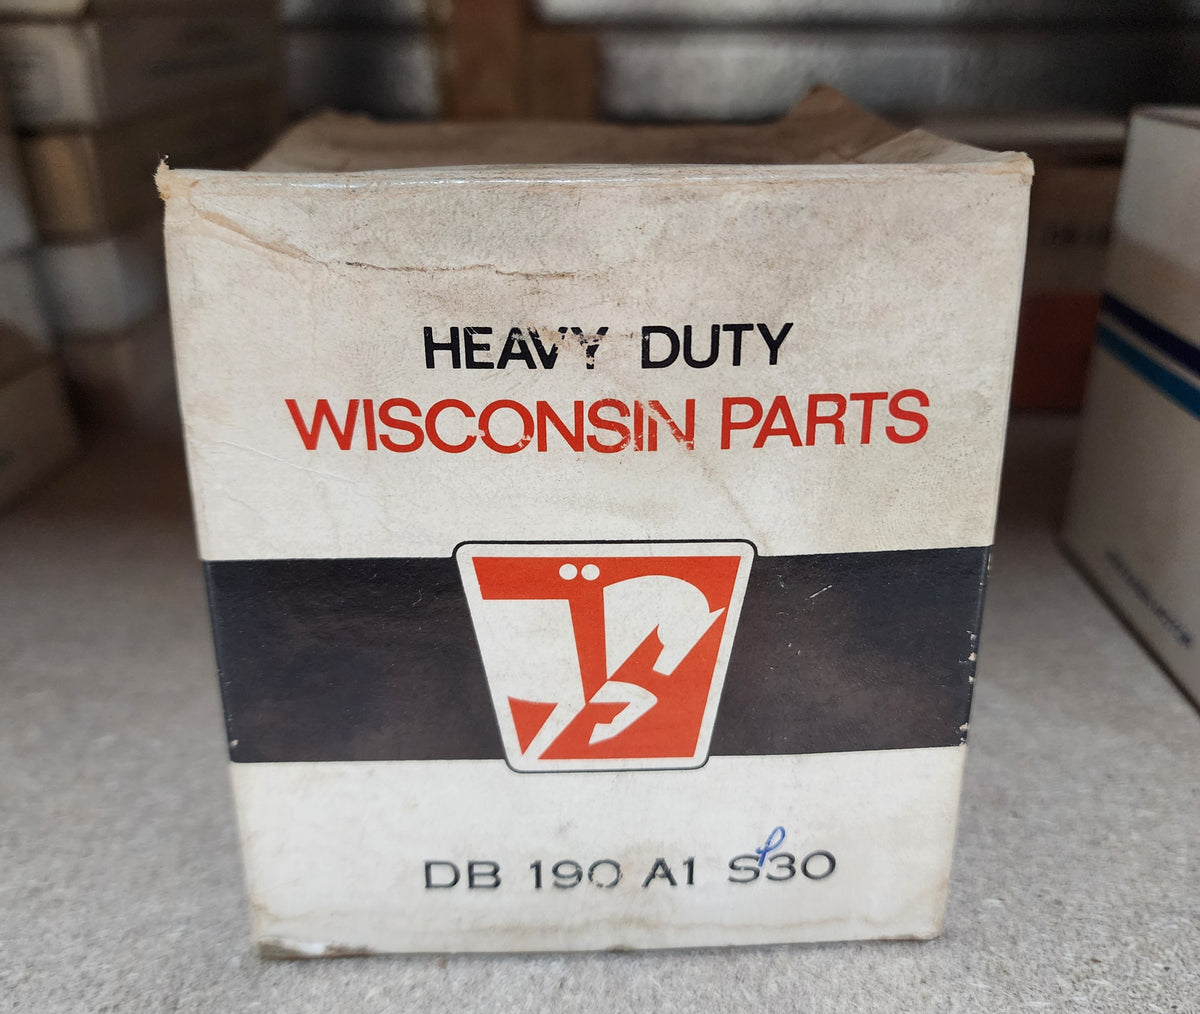 HEAVY DUTY
WISCONSIN PARTS
DB 190 A1 S30